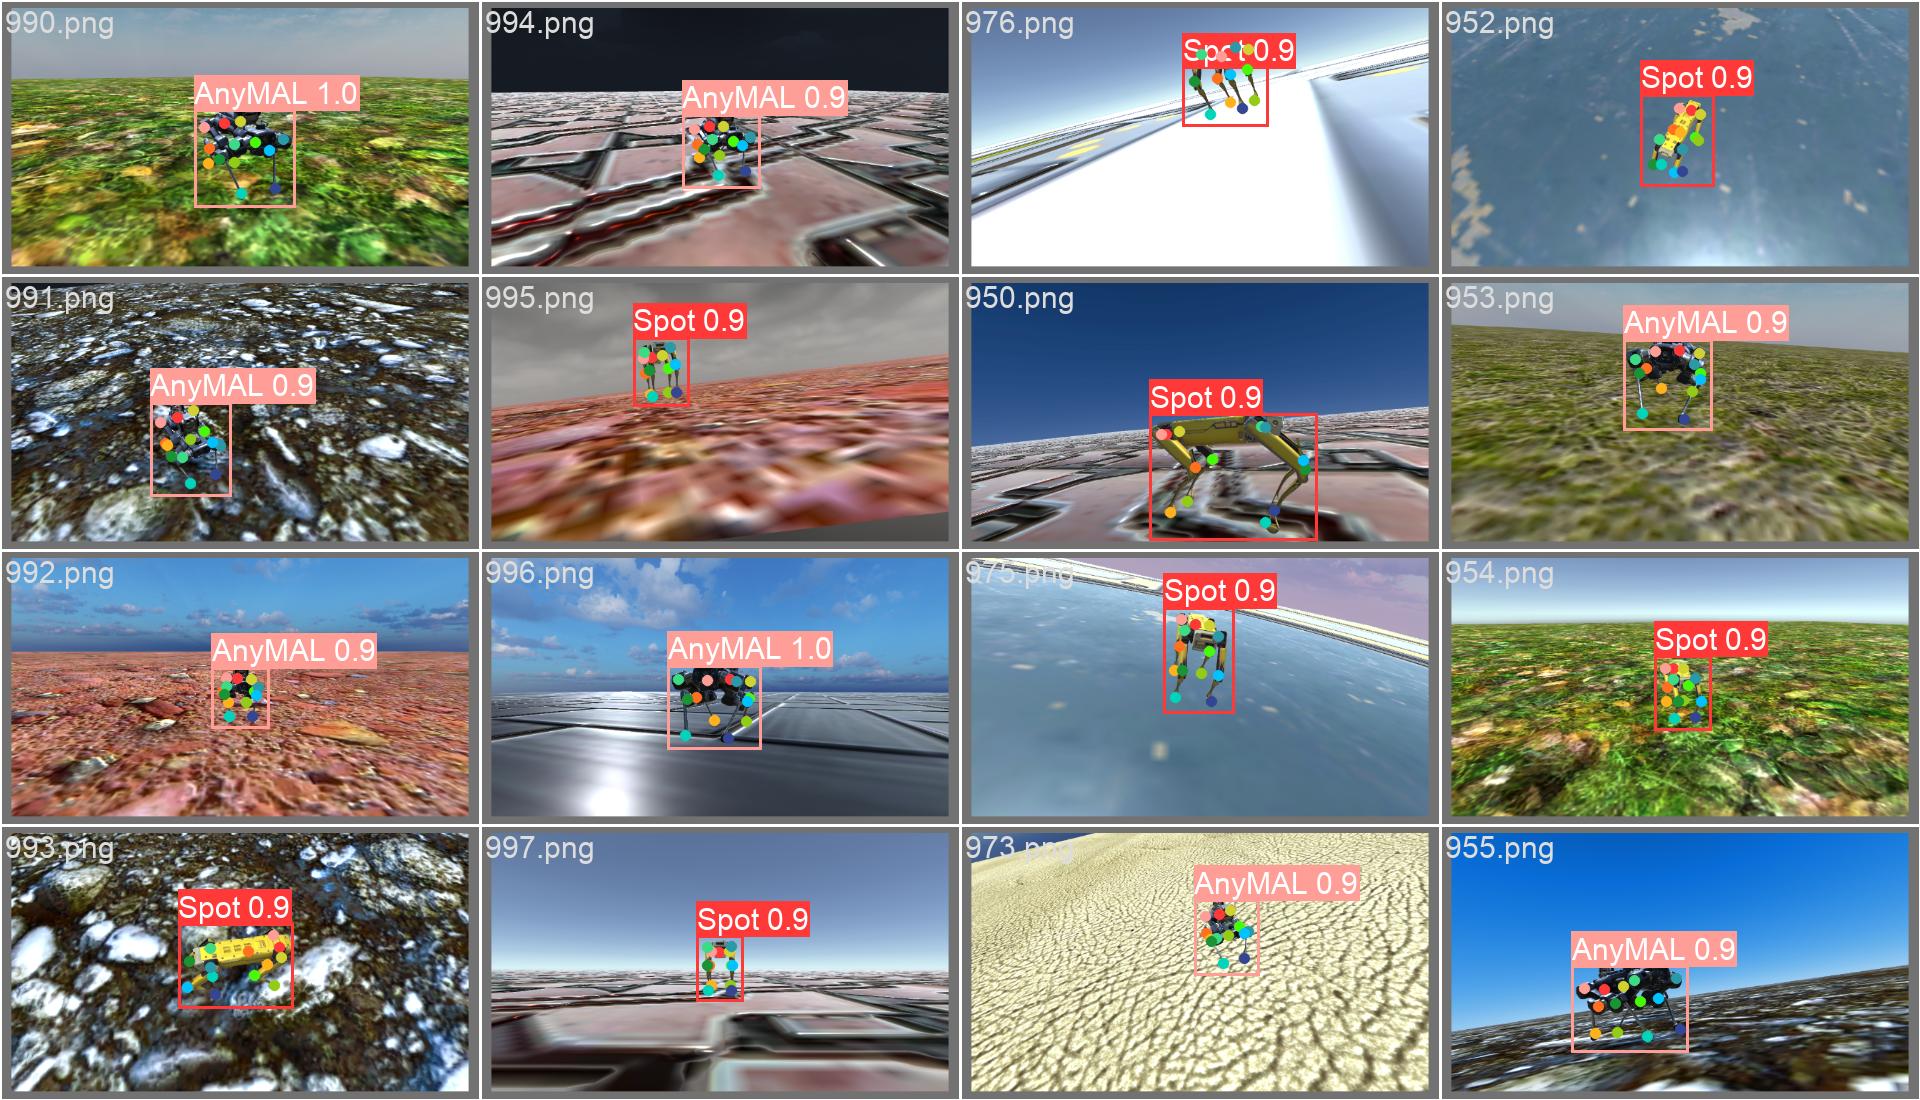 990.png
AnyMAL 1.0
994.png
AnyMAL 0.9
976.png
Spot 0.9
952.png
Spot 0.9
991.png
AnyMAL 0.9
995.png
Spot 0.9
950.png
Spot 0.9
953.png
AnyMAL 0.9
992.png
AnyMAL 0.9
996.png
AnyMAL 1.0
975.png
Spot 0.9
954.png
Spot 0.9
993.png
Spot 0.9
997.png
Spot 0.9
973.png
AnyMAL 0.9
955.png
AnyMAL 0.9